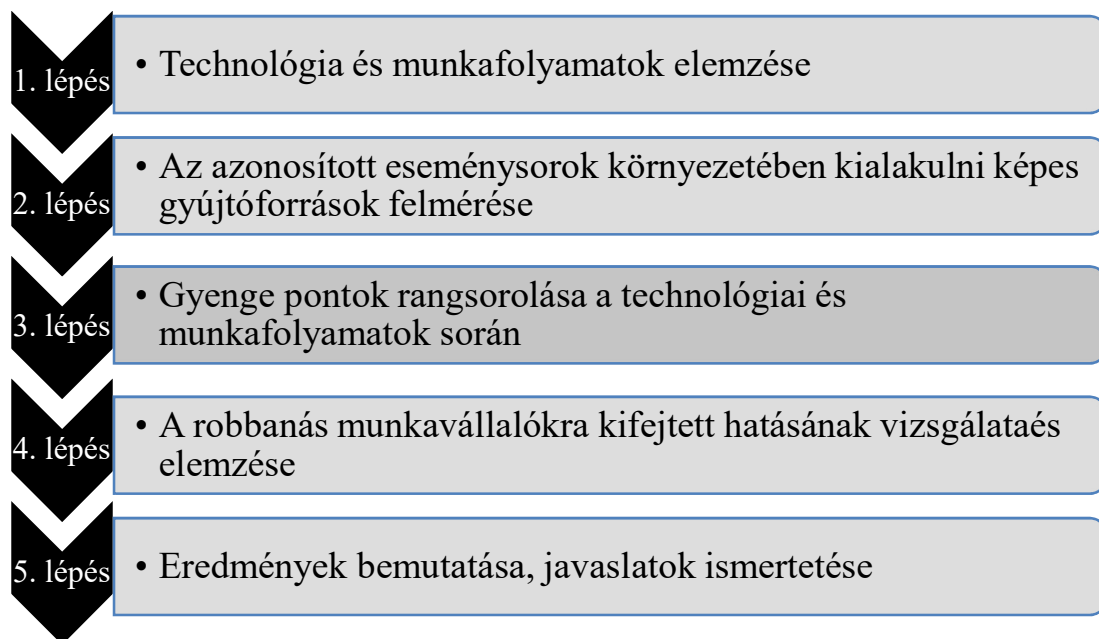 1. lépés
• Technológia és munkafolyamatok elemzése
2. lépés
• Az azonosított eseménysorok környezetében kialakulni képes
gyújtóforrások felmérése
3. lépés
• Gyenge pontok rangsorolása a technológiai és
munkafolyamatok során
4. lépés
• A robbanás munkavállalókra kifejtett hatásának vizsgálataés
elemzése
5. lépés
• Eredmények bemutatása, javaslatok ismertetése